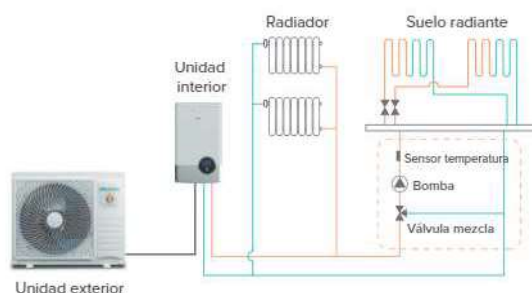 Radiador
Suelo radiante
Unidad
interior
Sensor temperatura
Bomba
Válvula mezcla
Unidad exterior